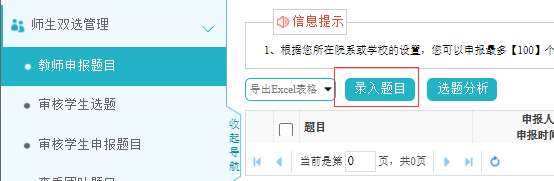 师生双选管理
教师申报题目
审核学生选题
审核学生申报题目
收起导航
信息提示
1、根据您所在院系或学校的设置，您可以申报最多【100】个
导出Excel表格
录入题目
选题分析
题目
申报人
申报时间
当前是第 0 页，共0页